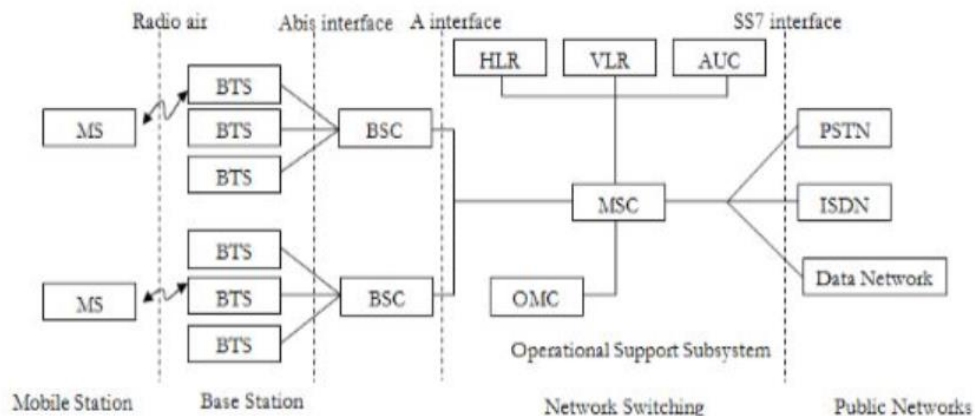 Radio air
Abis interface
A interface
SS7 interface
HLR
VLR
AUC
BTS
BTS
BTS
MS
BSC
PSTN
MSC
ISDN
BTS
BTS
BTS
MS
BSC
OMC
Data Network
Operational Support Subsystem
Mobile Station
Base Station
Network Switching
Public Networks